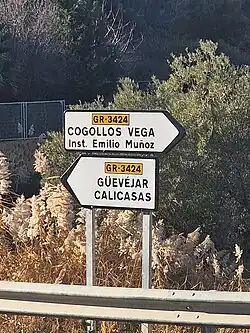 GR-3424
COGOLLOS VEGA
Inst. Emilio Muñoz
GR-3424
GÜEVÉJAR
CALICASAS